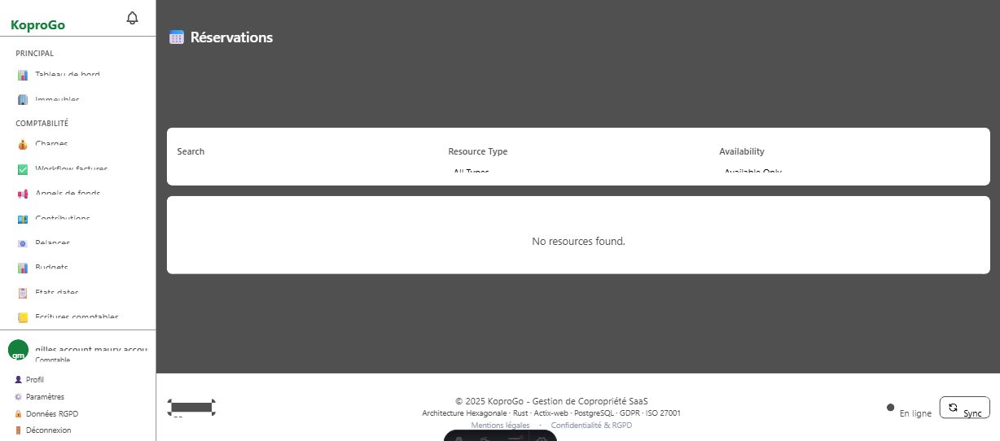 KoproGo
PRINCIPAL
Tableau de bord
Immeubles
COMPTABILITÉ
Charges
Workflow factures
Appels de fonds
Contributions
Relances
Budgets
Etats dates
Ecritures comptables
gm
gilles account maury accou
Comptable
Profil
Paramètres
Données RGPD
Déconnexion
Réservations
Search
Resource Type
Availability
All Types
Available Only
No resources found.
© 2025 KoproGo - Gestion de Copropriété SaaS
Architecture Hexagonale · Rust · Actix-web · PostgreSQL · GDPR · ISO 27001
Mentions légales · Confidentialité & RGPD
En ligne
Sync